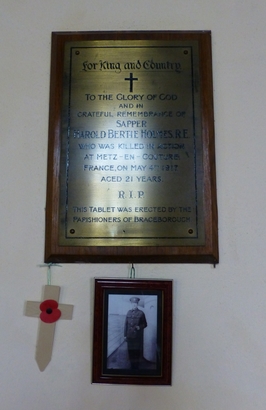 For King and Country
TO THE GLORY OF GOD
AND IN
GRATEFUL REMEMBRANCE OF
SAPPER
HAROLD BERTIE HOLMES, R.E.
WHO WAS KILLED IN ACTION
AT METZ-EN-COUTURE
FRANCE, ON MAY 4TH 1917
AGED 21 YEARS.
R.I.P
THIS TABLET WAS ERECTED BY THE
PARISHIONERS OF BRACEBOROUGH